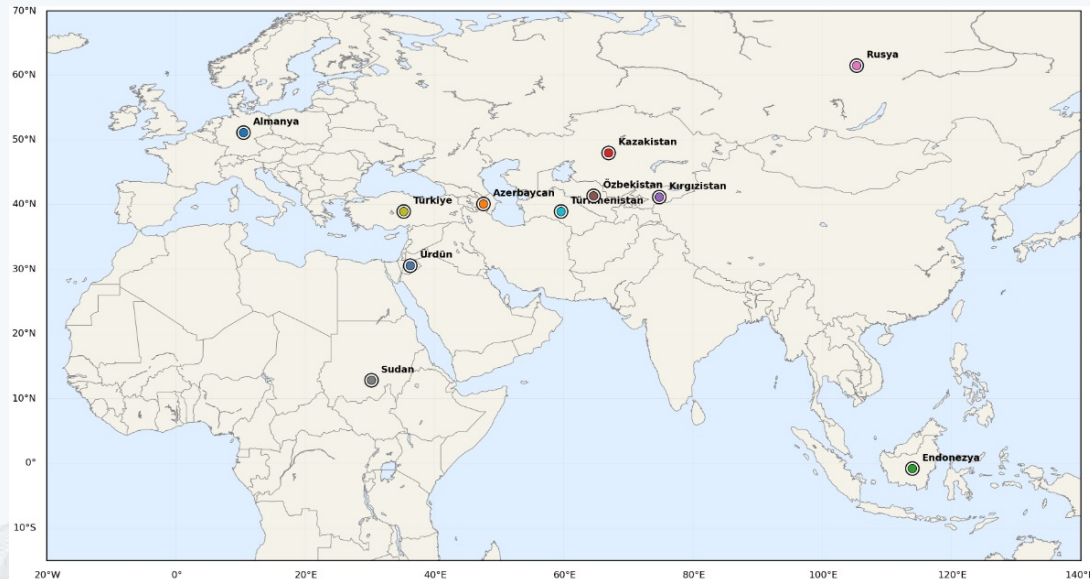 70°N
Rusya
60°N
Almanya
50°N
Kazakistan
Özbekistan
Kırgızistan
Azerbaycan
Türkiye
Türkmenistan
40°N
Ürdün
30°N
20°N
Sudan
10°N
Endonezya
0°
10°S
20°W
0°
20°E
40°E
60°E
80°E
100°E
120°E
140°E